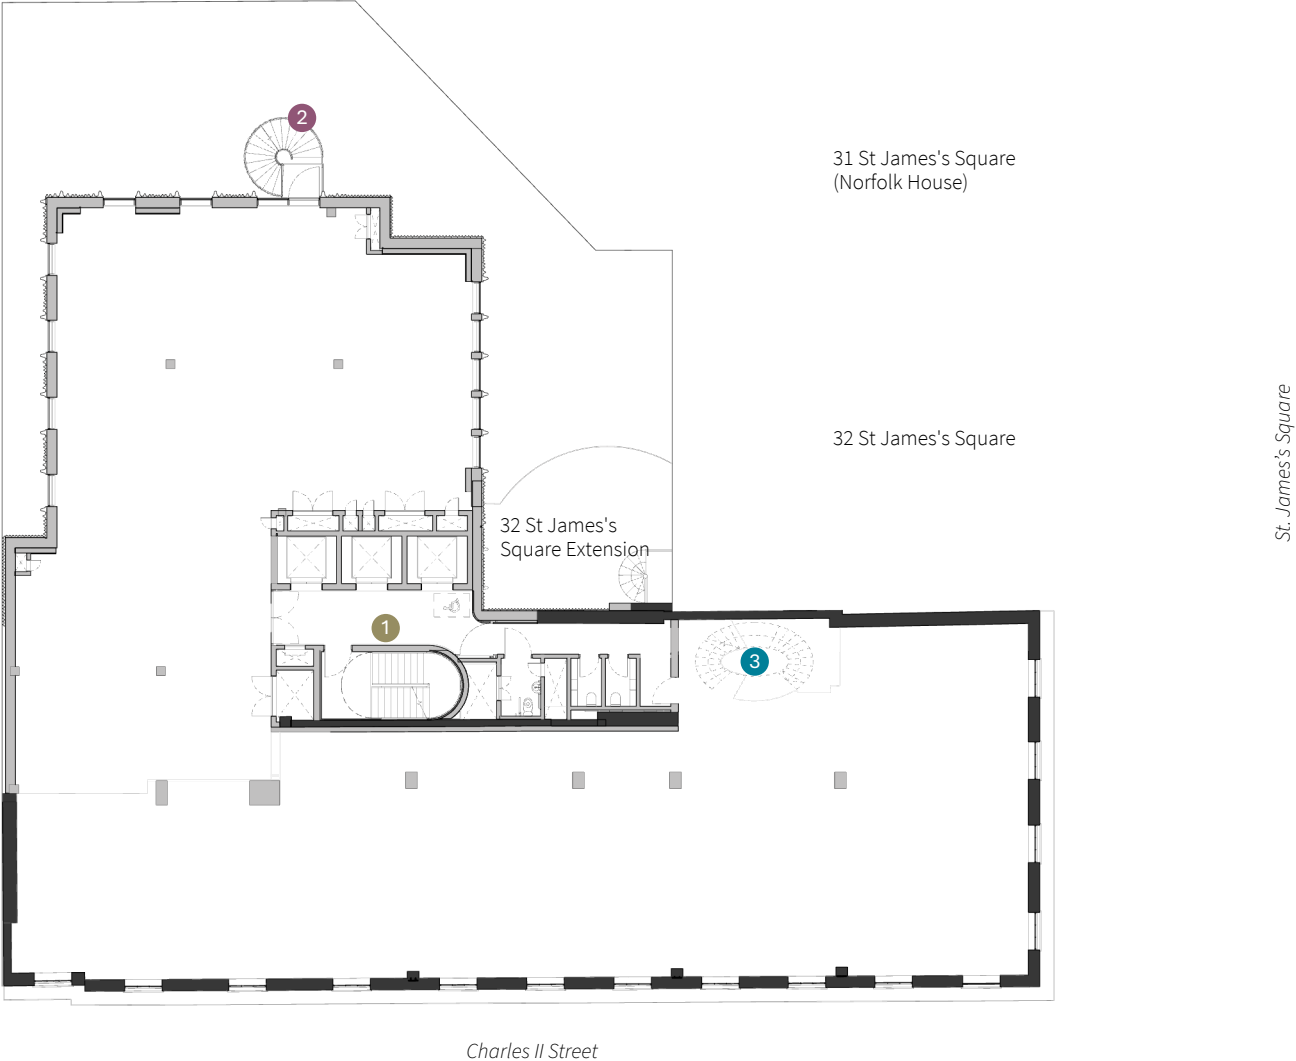 2
31 St James's Square
(Norfolk House)
32 St James's Square
St. James's Square
32 St James's
Square Extension
1
3
Charles II Street